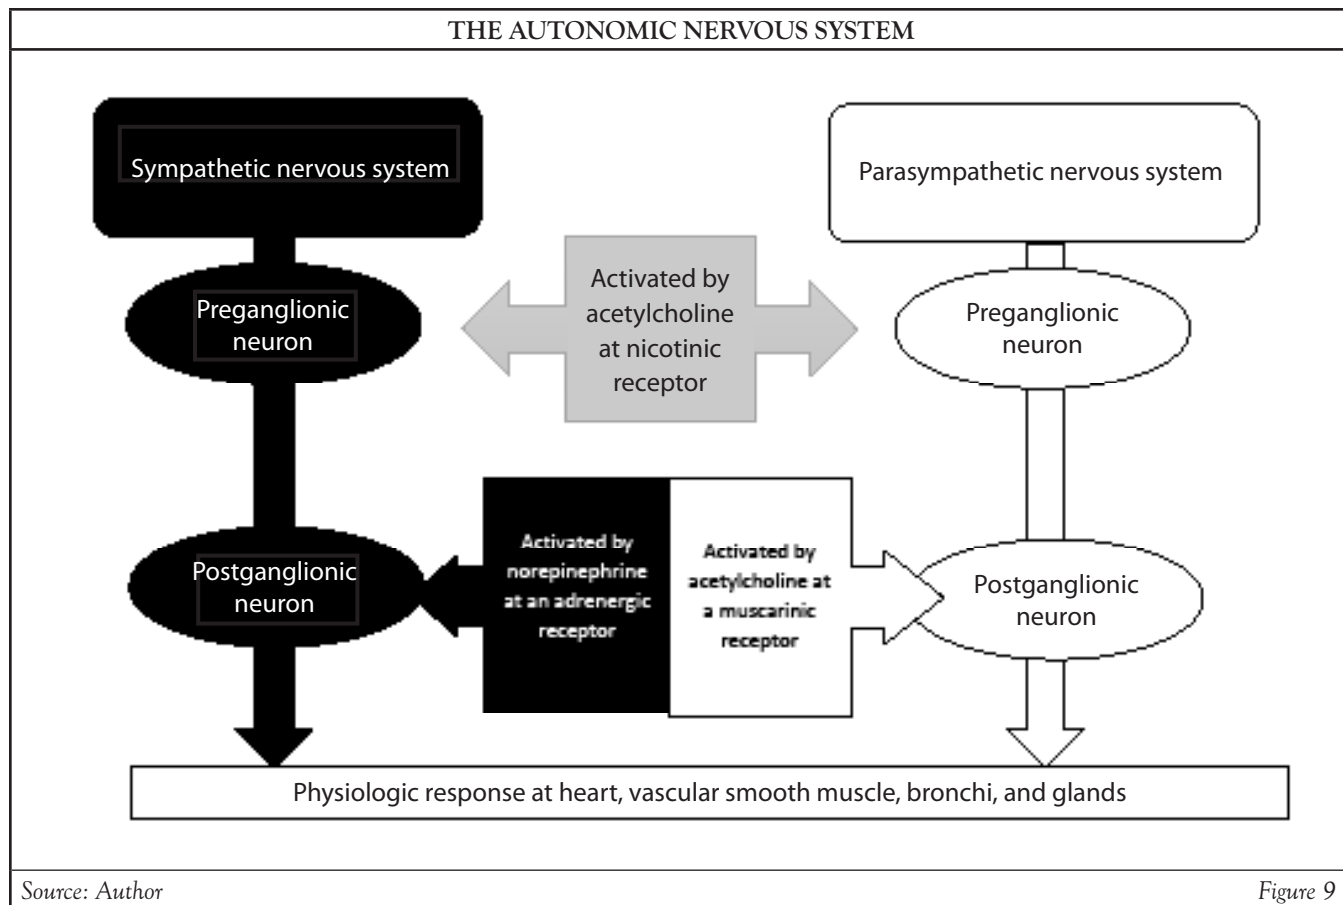 THE AUTONOMIC NERVOUS SYSTEM
Sympathetic nervous system
Parasympathetic nervous system
Preganglionic
neuron
Activated by
acetylcholine
at nicotinic
receptor
Preganglionic
neuron
Postganglionic
neuron
Activated by
norepinephrine
at an adrenergic
receptor
Activated by
acetylcholine at
a muscarinic
receptor
Postganglionic
neuron
Physiologic response at heart, vascular smooth muscle, bronchi, and glands
Source: Author
Figure 9